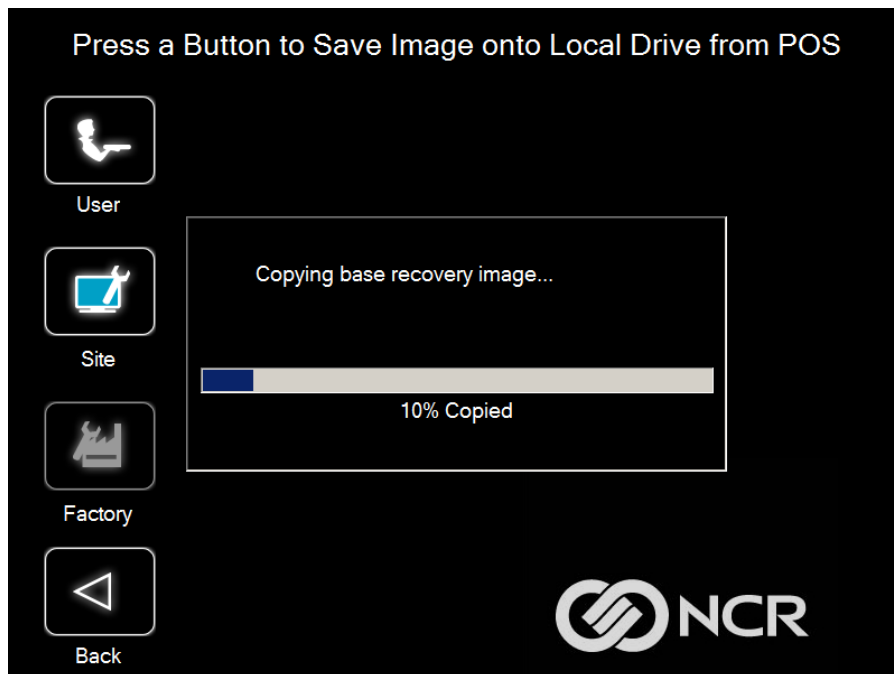 Press a Button to Save Image onto Local Drive from POS
User
Copying base recovery image...
Site
10% Copied
Factory
Back
NCR